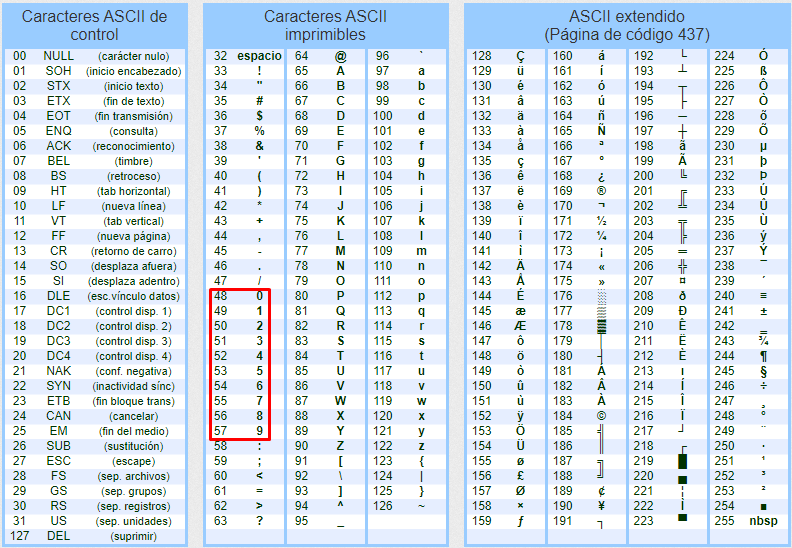 Caracteres ASCII de
control
00 NULL (carácter nulo)
01 SOH (inicio encabezado)
02 STX (inicio texto)
03 ETX (fin de texto)
04 EOT (fin transmisión)
05 ENQ (consulta)
06 ACK (reconocimiento)
07 BEL (timbre)
08 BS (retroceso)
09 HT (tab horizontal)
10 LF (nueva línea)
11 VT (tab vertical)
12 FF (nueva página)
13 CR (retorno de carro)
14 SO (desplaza afuera)
15 SI (desplaza adentro)
16 DLE (esc.vínculo datos)
17 DC1 (control disp. 1)
18 DC2 (control disp. 2)
19 DC3 (control disp. 3)
20 DC4 (control disp. 4)
21 NAK (conf. negativa)
22 SYN (inactividad sínc)
23 ETB (fin bloque trans)
24 CAN (cancelar)
25 EM (fin del medio)
26 SUB (sustitución)
27 ESC (escape)
28 FS (sep. archivos)
29 GS (sep. grupos)
30 RS (sep. registros)
31 US (sep. unidades)
127 DEL (suprimir)
Caracteres ASCII
imprimibles
32 espacio 64 @ 96 `
33 ! 65 A 97 a
34 " 66 B 98 b
35 # 67 C 99 c
36 $ 68 D 100 d
37 % 69 E 101 e
38 & 70 F 102 f
39 ' 71 G 103 g
40 ( 72 H 104 h
41 ) 73 I 105 i
42 * 74 J 106 j
43 + 75 K 107 k
44 , 76 L 108 l
45 - 77 M 109 m
46 . 78 N 110 n
47 / 79 O 111 o
48 0 80 P 112 p
49 1 81 Q 113 q
50 2 82 R 114 r
51 3 83 S 115 s
52 4 84 T 116 t
53 5 85 U 117 u
54 6 86 V 118 v
55 7 87 W 119 w
56 8 88 X 120 x
57 9 89 Y 121 y
58 : 90 Z 122 z
59 ; 91 [ 123 {
60 < 92 \ 124 |
61 = 93 ] 125 }
62 > 94 ^ 126 ~
63 ? 95 _
ASCII extendido
(Página de código 437)
128 Ç 160 á 192 └ 224 Ó
129 ü 161 í 193 ┴ 225 ß
130 é 162 ó 194 ┬ 226 Ô
131 â 163 ú 195 ├ 227 Ò
132 ä 164 ñ 196 ─ 228 õ
133 à 165 Ñ 197 ┼ 229 Õ
134 å 166 ª 198 ã 230 µ
135 ç 167 º 199 Ã 231 þ
136 ê 168 ¿ 200 ╚ 232 Þ
137 ë 169 ® 201 ╔ 233 Ú
138 è 170 ¬ 202 ╩ 234 Û
139 ï 171 ½ 203 ╦ 235 Ù
140 î 172 ¼ 204 ╠ 236 ý
141 ì 173 ¡ 205 ═ 237 Ý
142 Ä 174 « 206 ╬ 238 ¯
143 Å 175 » 207 ¤ 239 ´
144 É 176 ░ 208 ð 240 ≡
145 æ 177 ▒ 209 Ð 241 ±
146 Æ 178 ▓ 210 Ê 242 ‗
147 ô 179 │ 211 Ë 243 ¾
148 ö 180 ┤ 212 È 244 ¶
149 ò 181 Á 213 ı 245 §
150 û 182 Â 214 Í 246 ÷
151 ù 183 À 215 Î 247 ¸
152 ÿ 184 © 216 Ï 248 °
153 Ö 185 ╣ 217 ┘ 249 ¨
154 Ü 186 ║ 218 ┌ 250 ·
155 ø 187 ╗ 219 █ 251 ¹
156 £ 188 ╝ 220 ▄ 252 ³
157 Ø 189 ¢ 221 ¦ 253 ²
158 × 190 ¥ 222 Ì 254 ■
159 ƒ 191 ┐ 223 ▀ 255 nbsp